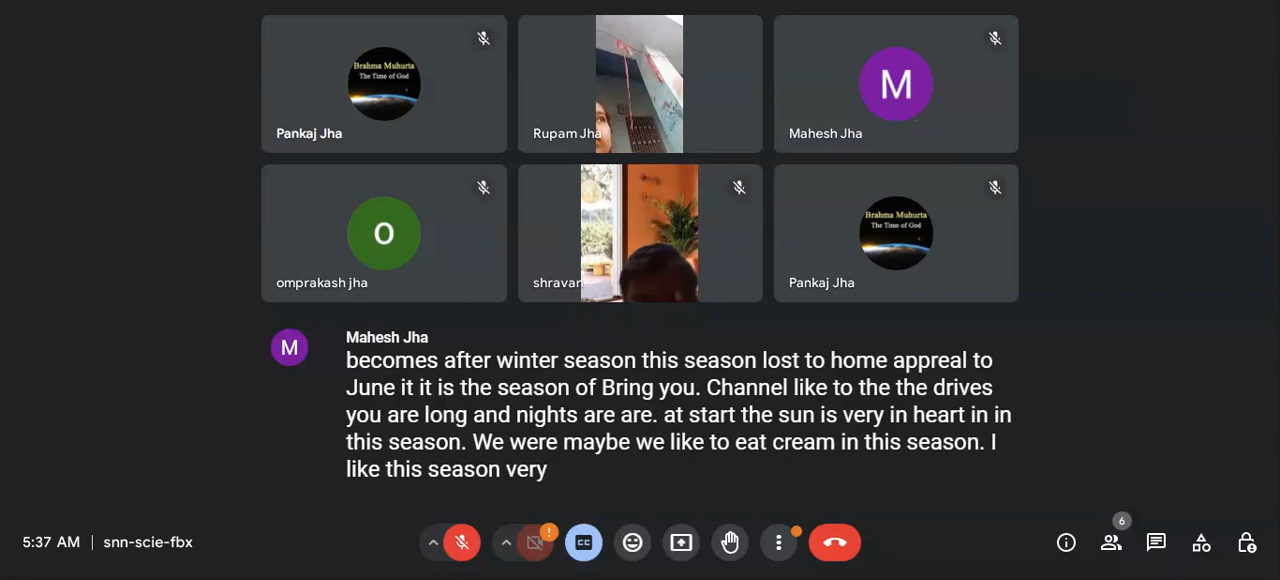 Brahma Muhurta
The Time of God
Pankaj Jha
Rupam Jha
M
Mahesh Jha
O
omprakash jha
shravan
Brahma Muhurta
The Time of God
Pankaj Jha
M
Mahesh Jha
becomes after winter season this season lost to home appreal to
June it it is the season of Bring you. Channel like to the the drives
you are long and nights are are. at start the sun is very in heart in in
this season. We were maybe we like to eat cream in this season. I
like this season very
5:37 AM | snn-scie-fbx
!
CC
6